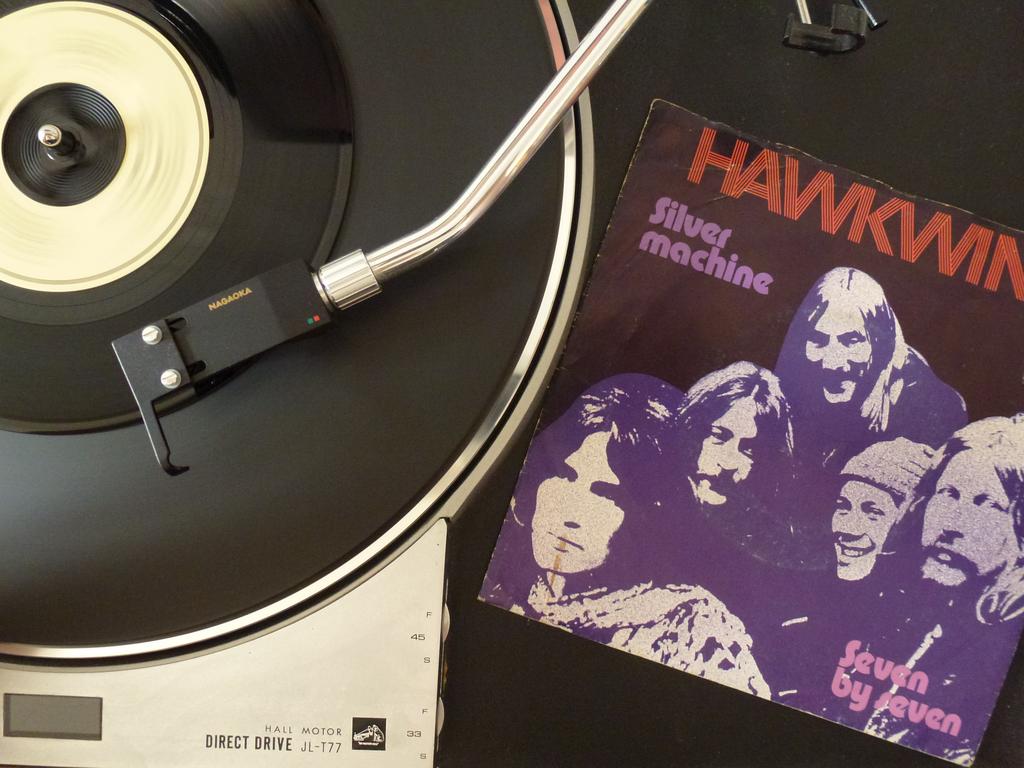 NAGAOKA
HAWKWIN
Silver
machine
Seven
by seven
F
45
S
F
33
S
HALL MOTOR
DIRECT DRIVE JL-T77